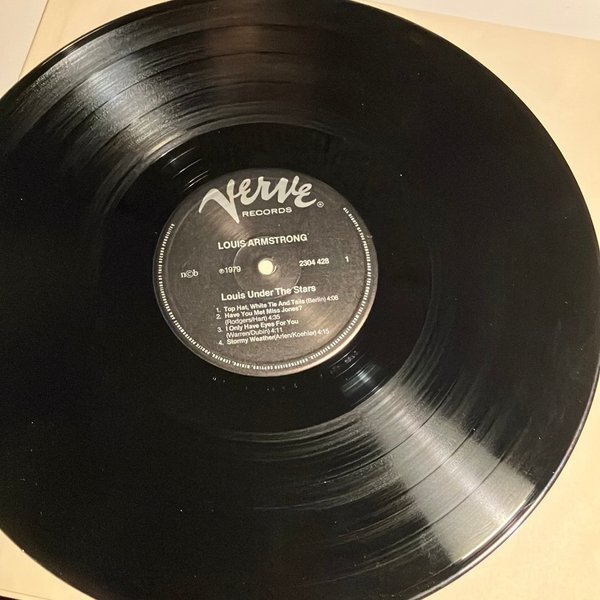 Verve
RECORDS ®
LOUIS ARMSTRONG
n©b ℗1979 2304 428 1
Louis Under The Stars
1. Top Hat, White Tie And Tails (Berlin) 4:08
2. Have You Met Miss Jones?
(Rodgers/Hart) 4:35
3. I Only Have Eyes For You
(Warren/Dubin) 4:11
4. Stormy Weather(Arlen/Koehler) 4:15